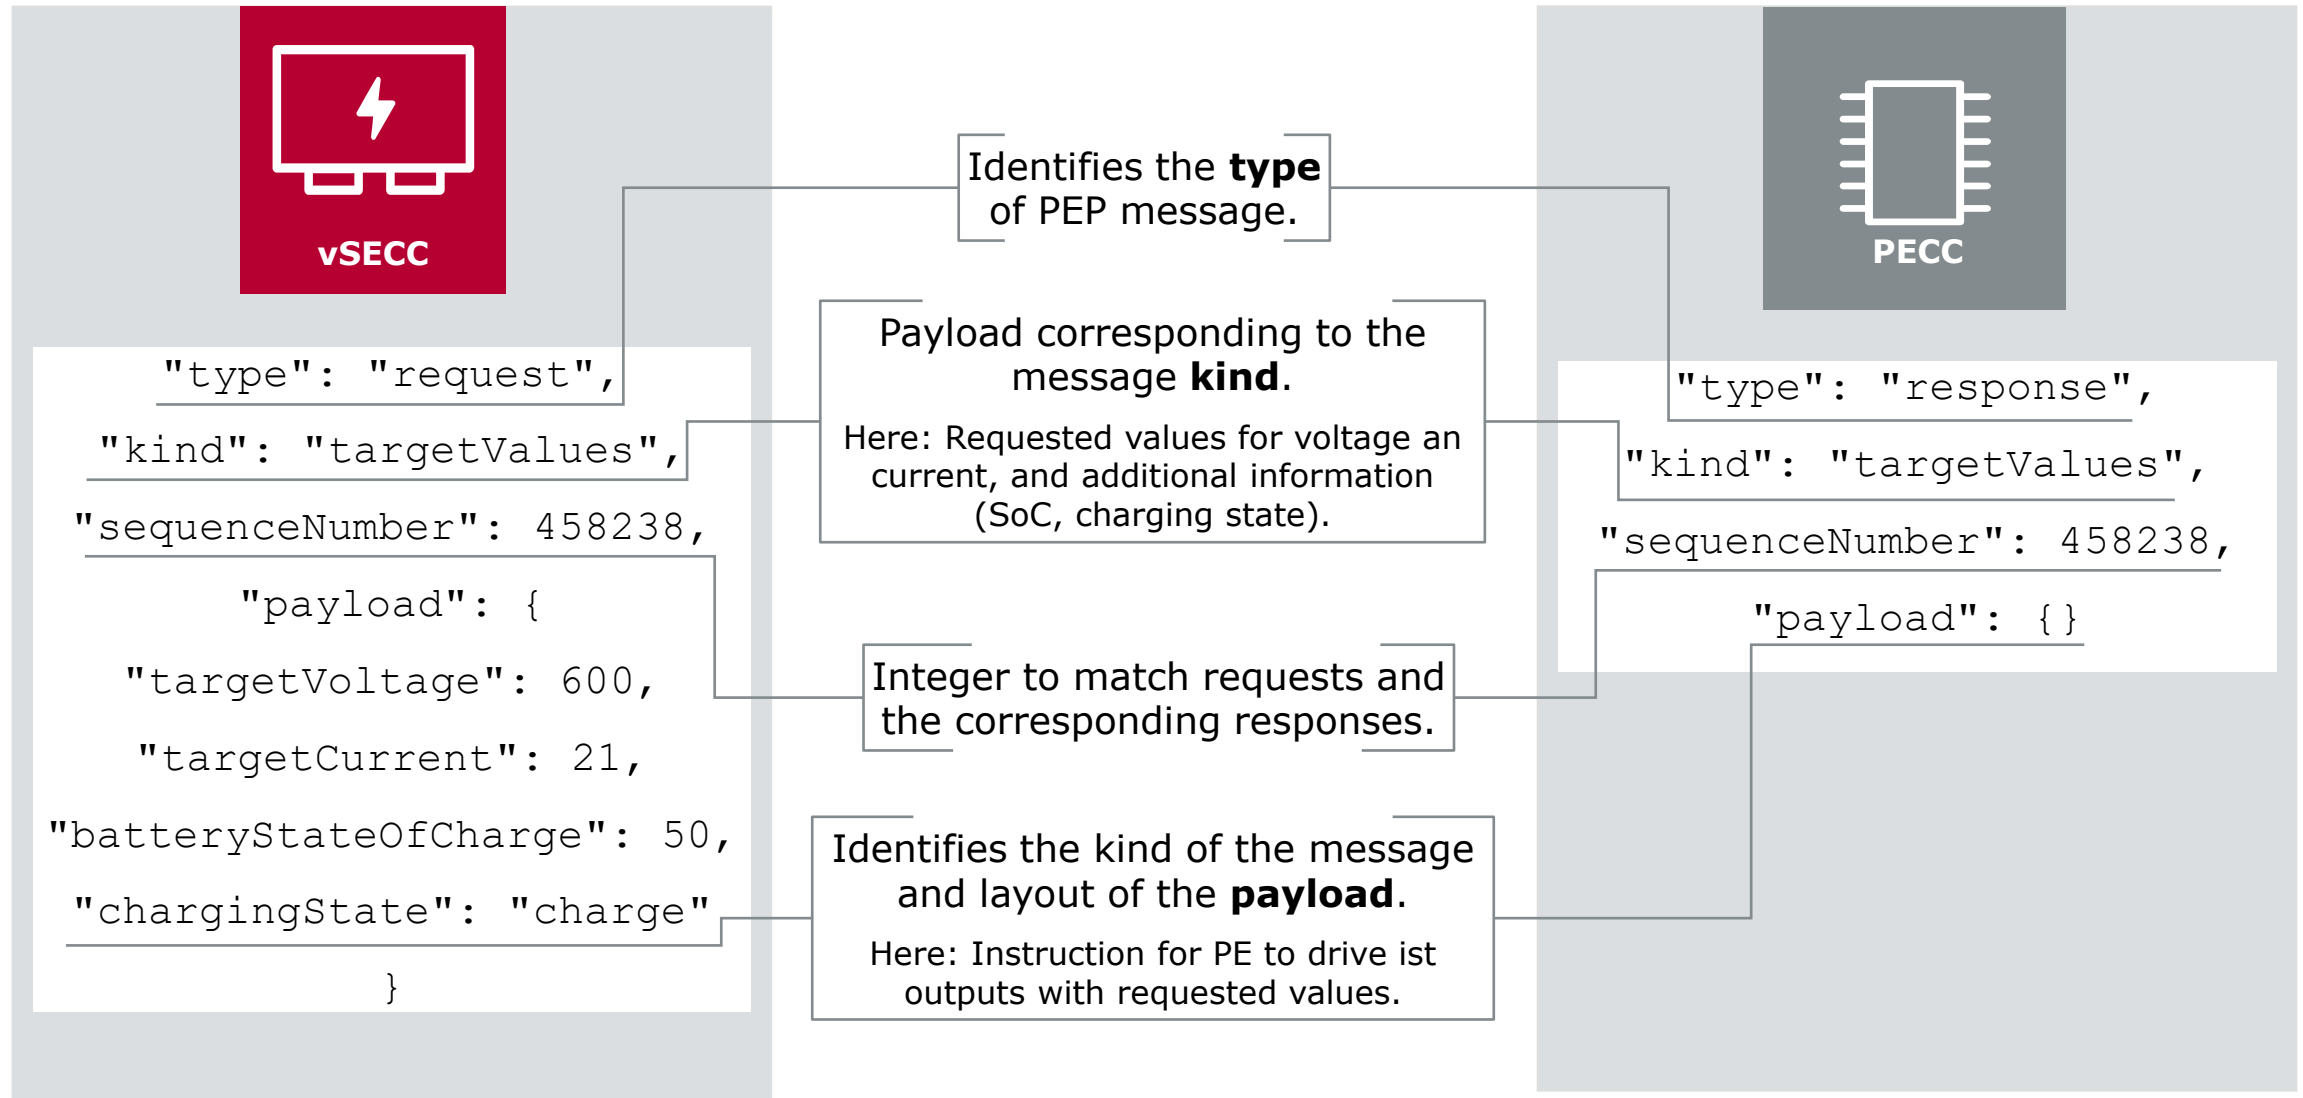 vSECC
"type": "request",
"kind": "targetValues",
"sequenceNumber": 458238,
"payload": {
"targetVoltage": 600,
"targetCurrent": 21,
"batteryStateOfCharge": 50,
"chargingState": "charge"
}
Identifies the type
of PEP message.
Payload corresponding to the
message kind.
Here: Requested values for voltage an
current, and additional information
(SoC, charging state).
Integer to match requests and
the corresponding responses.
Identifies the kind of the message
and layout of the payload.
Here: Instruction for PE to drive ist
outputs with requested values.
PECC
"type": "response",
"kind": "targetValues",
"sequenceNumber": 458238,
"payload": {}